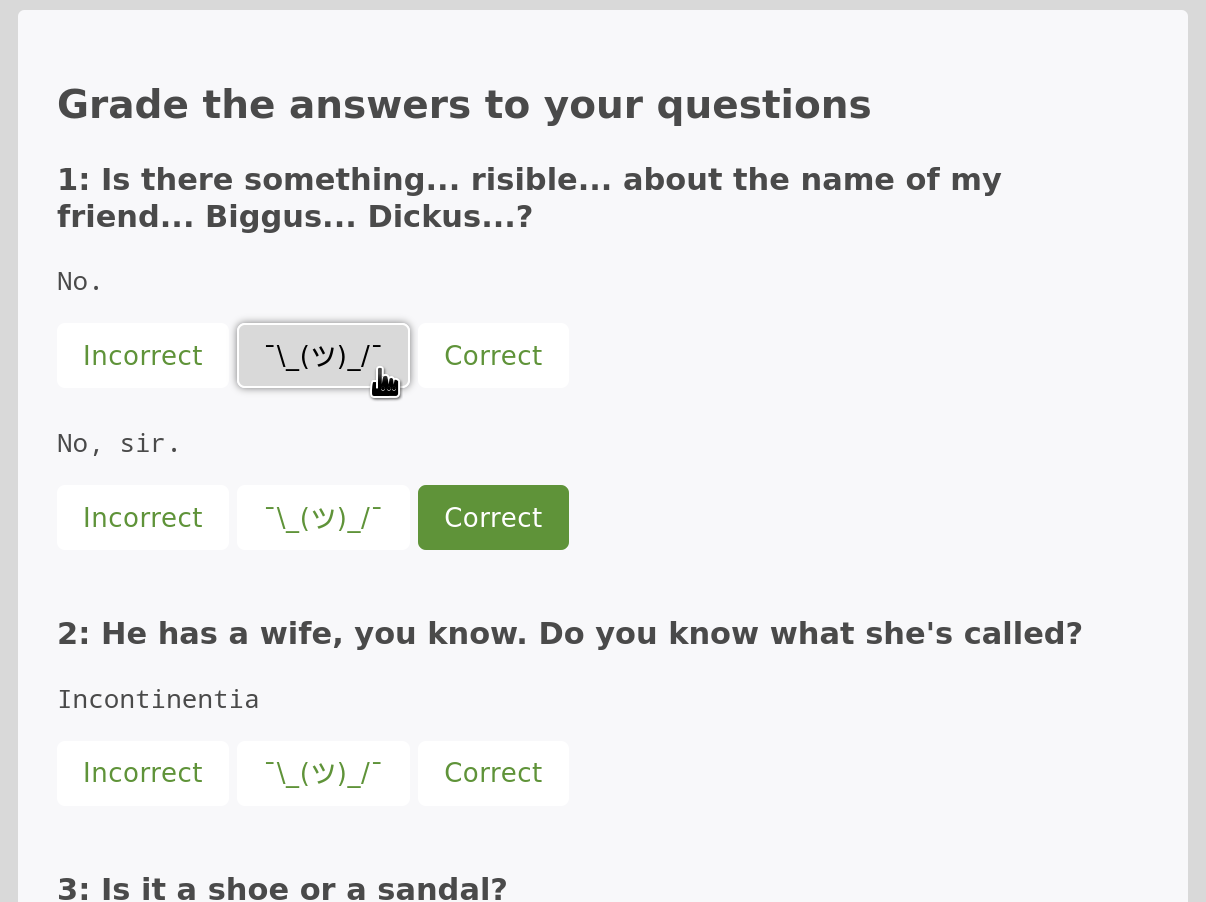 Grade the answers to your questions
1: Is there something... risible... about the name of my
friend... Biggus... Dickus...?
No.
Incorrect ¯\_(ツ)_/¯ Correct
No, sir.
Incorrect ¯\_(ツ)_/¯ Correct
2: He has a wife, you know. Do you know what she's called?
Incontinentia
Incorrect ¯\_(ツ)_/¯ Correct
3: Is it a shoe or a sandal?